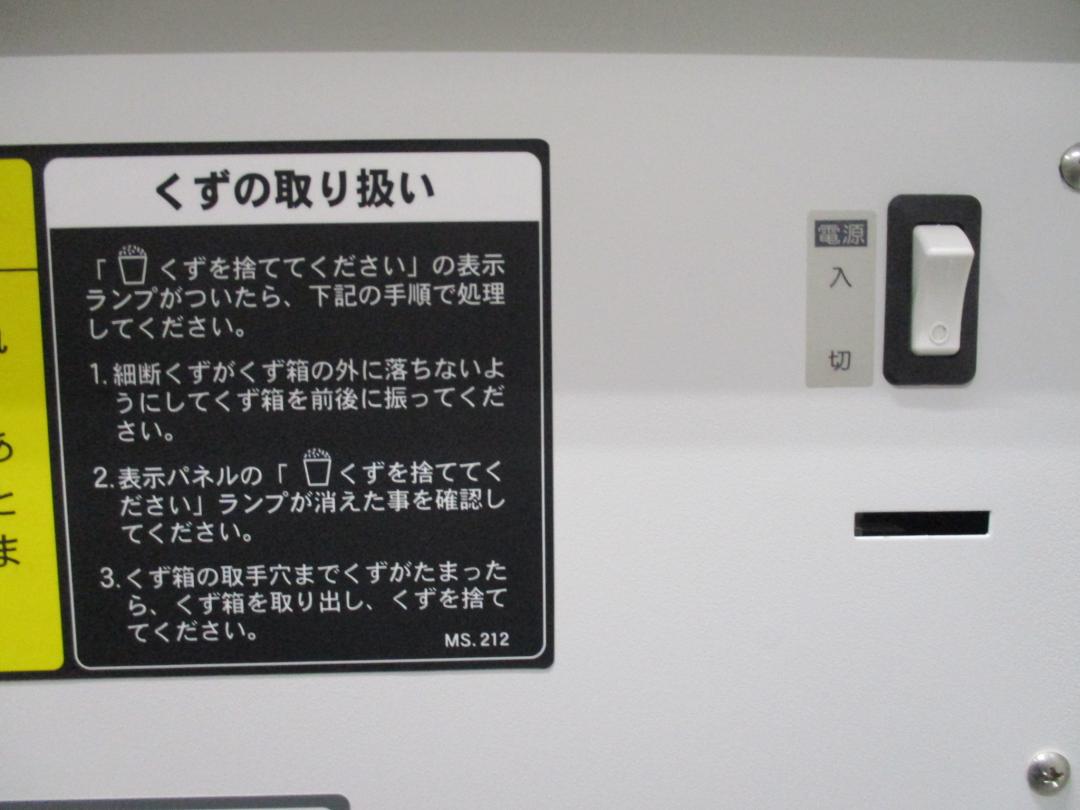 くずの取り扱い
「くずを捨ててください」の表示
ランプがついたら、下記の手順で処理
してください。
1.細断くずがくず箱の外に落ちないよ
うにしてくず箱を前後に振ってくだ
さい。
2.表示パネルの「くずを捨ててく
ださい」ランプが消えた事を確認し
てください。
3.くず箱の取手穴までくずがたまった
ら、くず箱を取り出し、くずを捨て
てください。
MS.212
電源
入
切
あ
ま